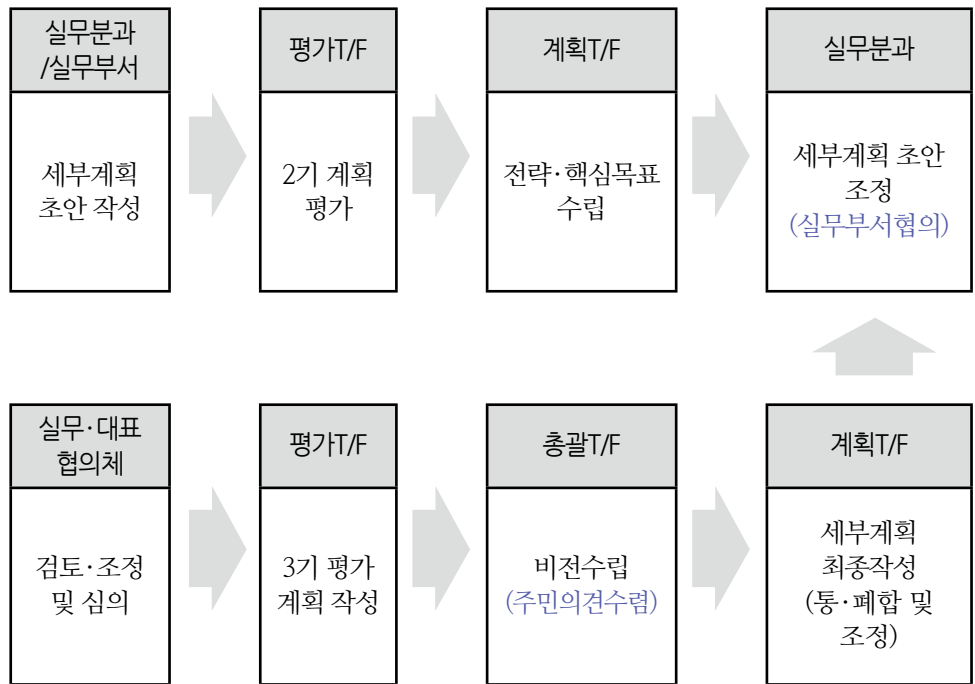 실무분과
/실무부서
세부계획
초안 작성
평가T/F
2기 계획
평가
계획T/F
전략·핵심목표
수립
실무분과
세부계획 초안
조정
(실무부서협의)
실무·대표
협의체
검토·조정
및 심의
평가T/F
3기 평가
계획 작성
총괄T/F
비전수립
(주민의견수렴)
계획T/F
세부계획
최종작성
(통·폐합 및
조정)